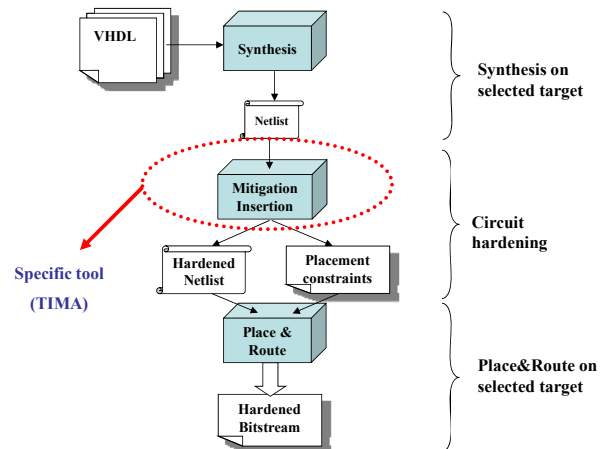 VHDL
Synthesis
Synthesis on
selected target
Netlist
Mitigation
Insertion
Circuit
hardening
Hardened
Netlist
Placement
constraints
Specific tool
(TIMA)
Place &
Route
Place&Route on
selected target
Hardened
Bitstream